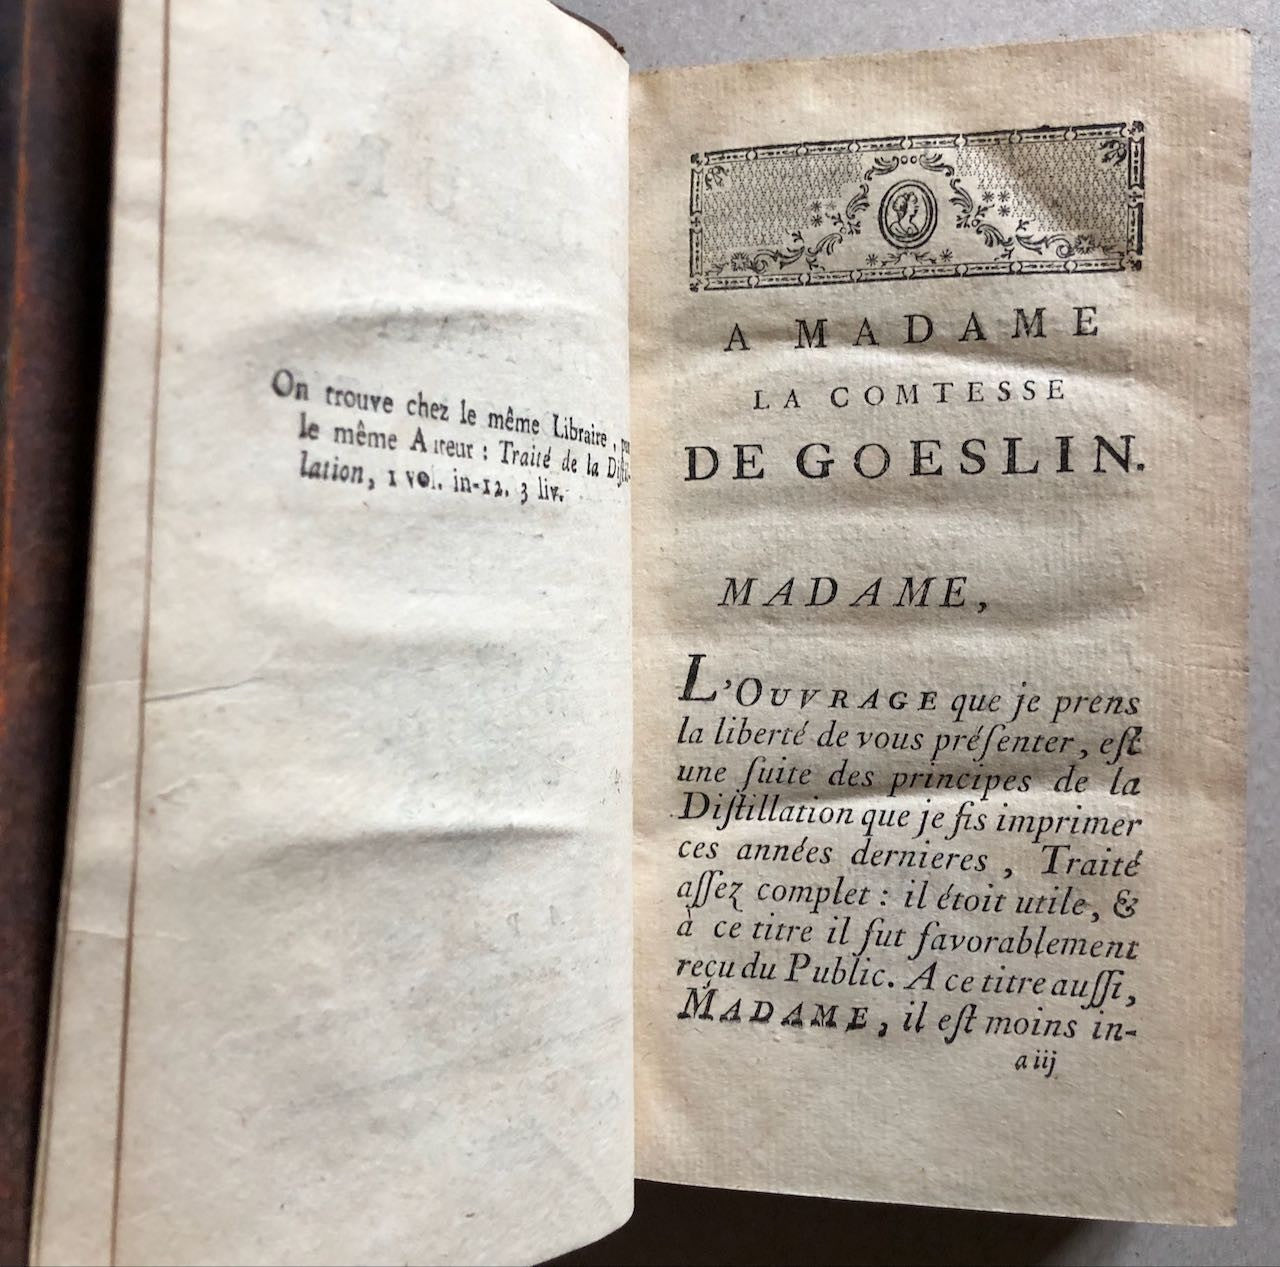 On trouve chez le même Libraire, par
le même Auteur : Traité de la Diſtil-
lation, 1 vol. in-12. 3 liv.
A MADAME
LA COMTESSE
DE GOESLIN.
MADAME,
L'OUVRAGE que je prens
la liberté de vous préſenter, eſt
une ſuite des principes de la
Diſtillation que je fis imprimer
ces années dernieres, Traité
aſſez complet : il étoit utile, &
à ce titre il fut favorablement
reçu du Public. A ce titre auſſi,
MADAME, il eſt moins in-
a iij